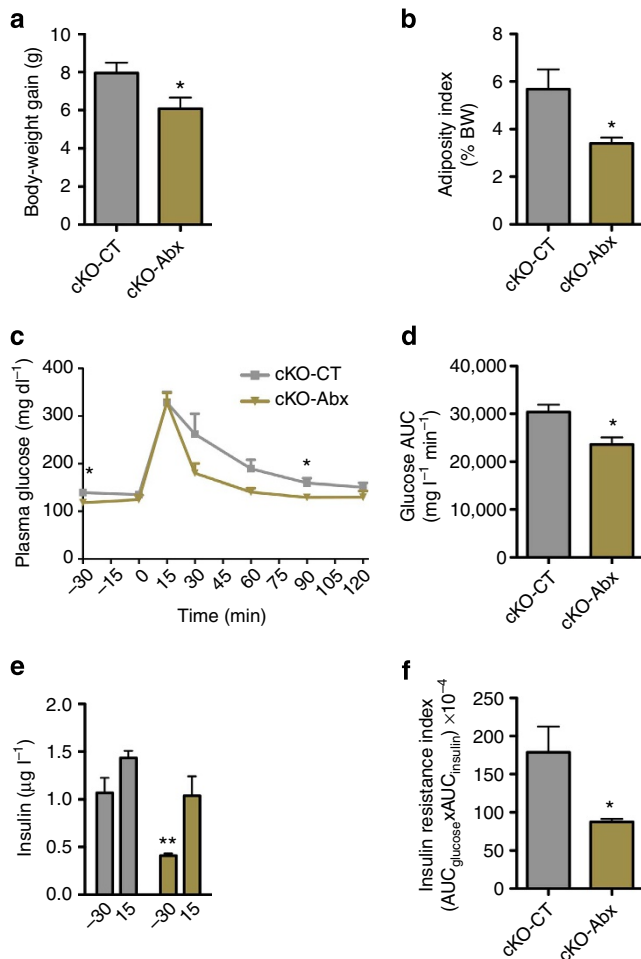 a
Body-weight gain (g)
10
8
6
4
2
0
*
cKO-CT
cKO-Abx
b
Adiposity index
(% BW)
8
6
4
2
0
*
cKO-CT
cKO-Abx
c
Plasma glucose (mg dl⁻¹)
400
300
200
100
0
cKO-CT
cKO-Abx
*
*
−30
−15
0
15
30
45
60
75
90
105
120
Time (min)
d
Glucose AUC
(mg l⁻¹ min⁻¹)
40,000
30,000
20,000
10,000
0
*
cKO-CT
cKO-Abx
e
Insulin (μg l⁻¹)
2.0
1.5
1.0
0.5
0.0
**
−30
15
−30
15
f
Insulin resistance index
(AUCglucosexAUCinsulin) ×10⁻⁴
250
200
150
100
50
0
*
cKO-CT
cKO-Abx